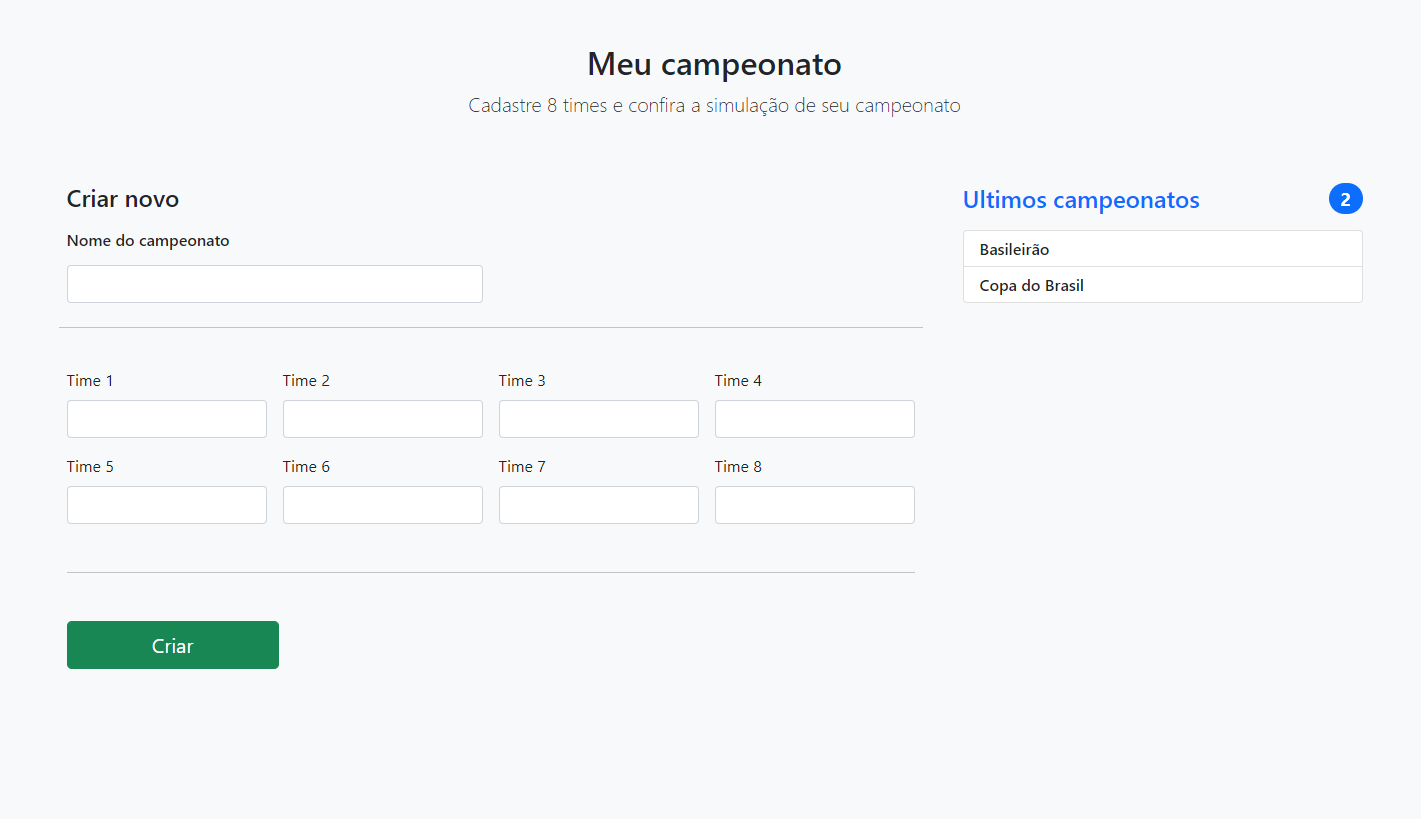 Meu campeonato
Cadastre 8 times e confira a simulação de seu campeonato
Criar novo
Nome do campeonato
Ultimos campeonatos 2
Basileirão
Copa do Brasil
Time 1 Time 2 Time 3 Time 4
Time 5 Time 6 Time 7 Time 8
Criar